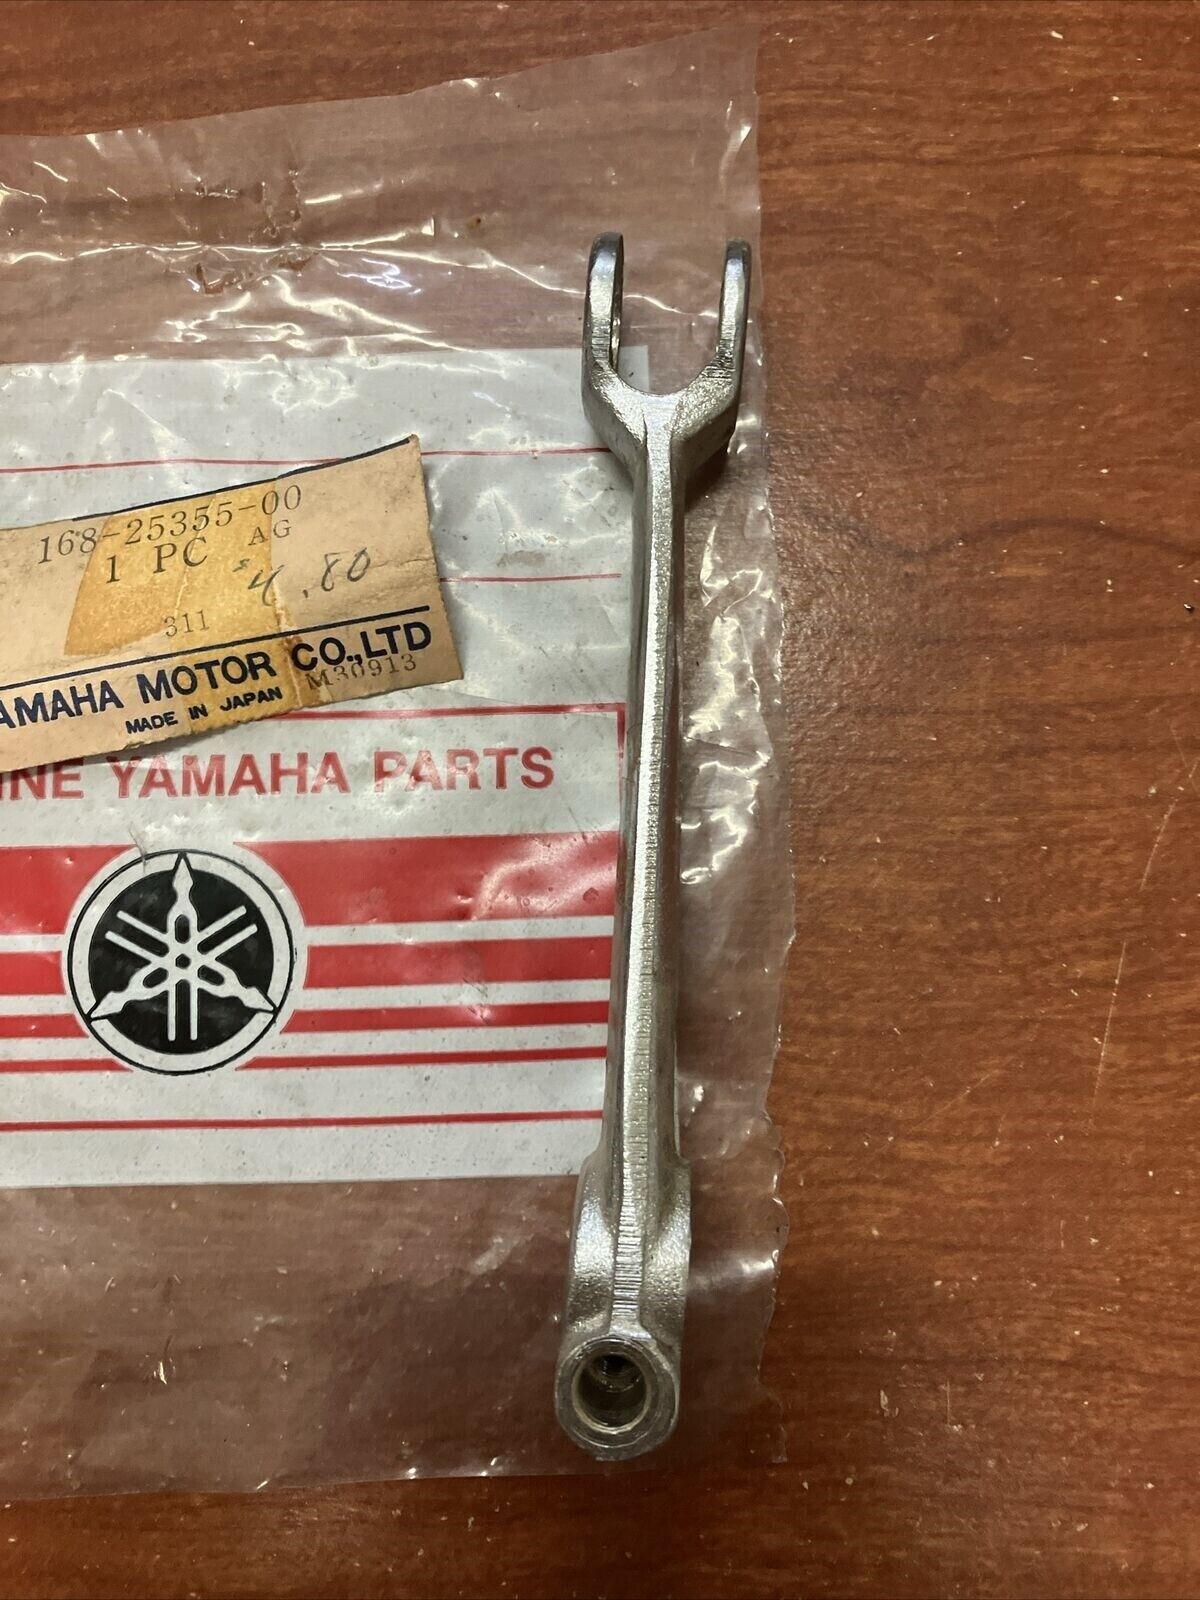 168-25355-00
1 PC AG
$4.80
311
AMAHA MOTOR CO.,LTD
MADE IN JAPAN M30913
INE YAMAHA PARTS